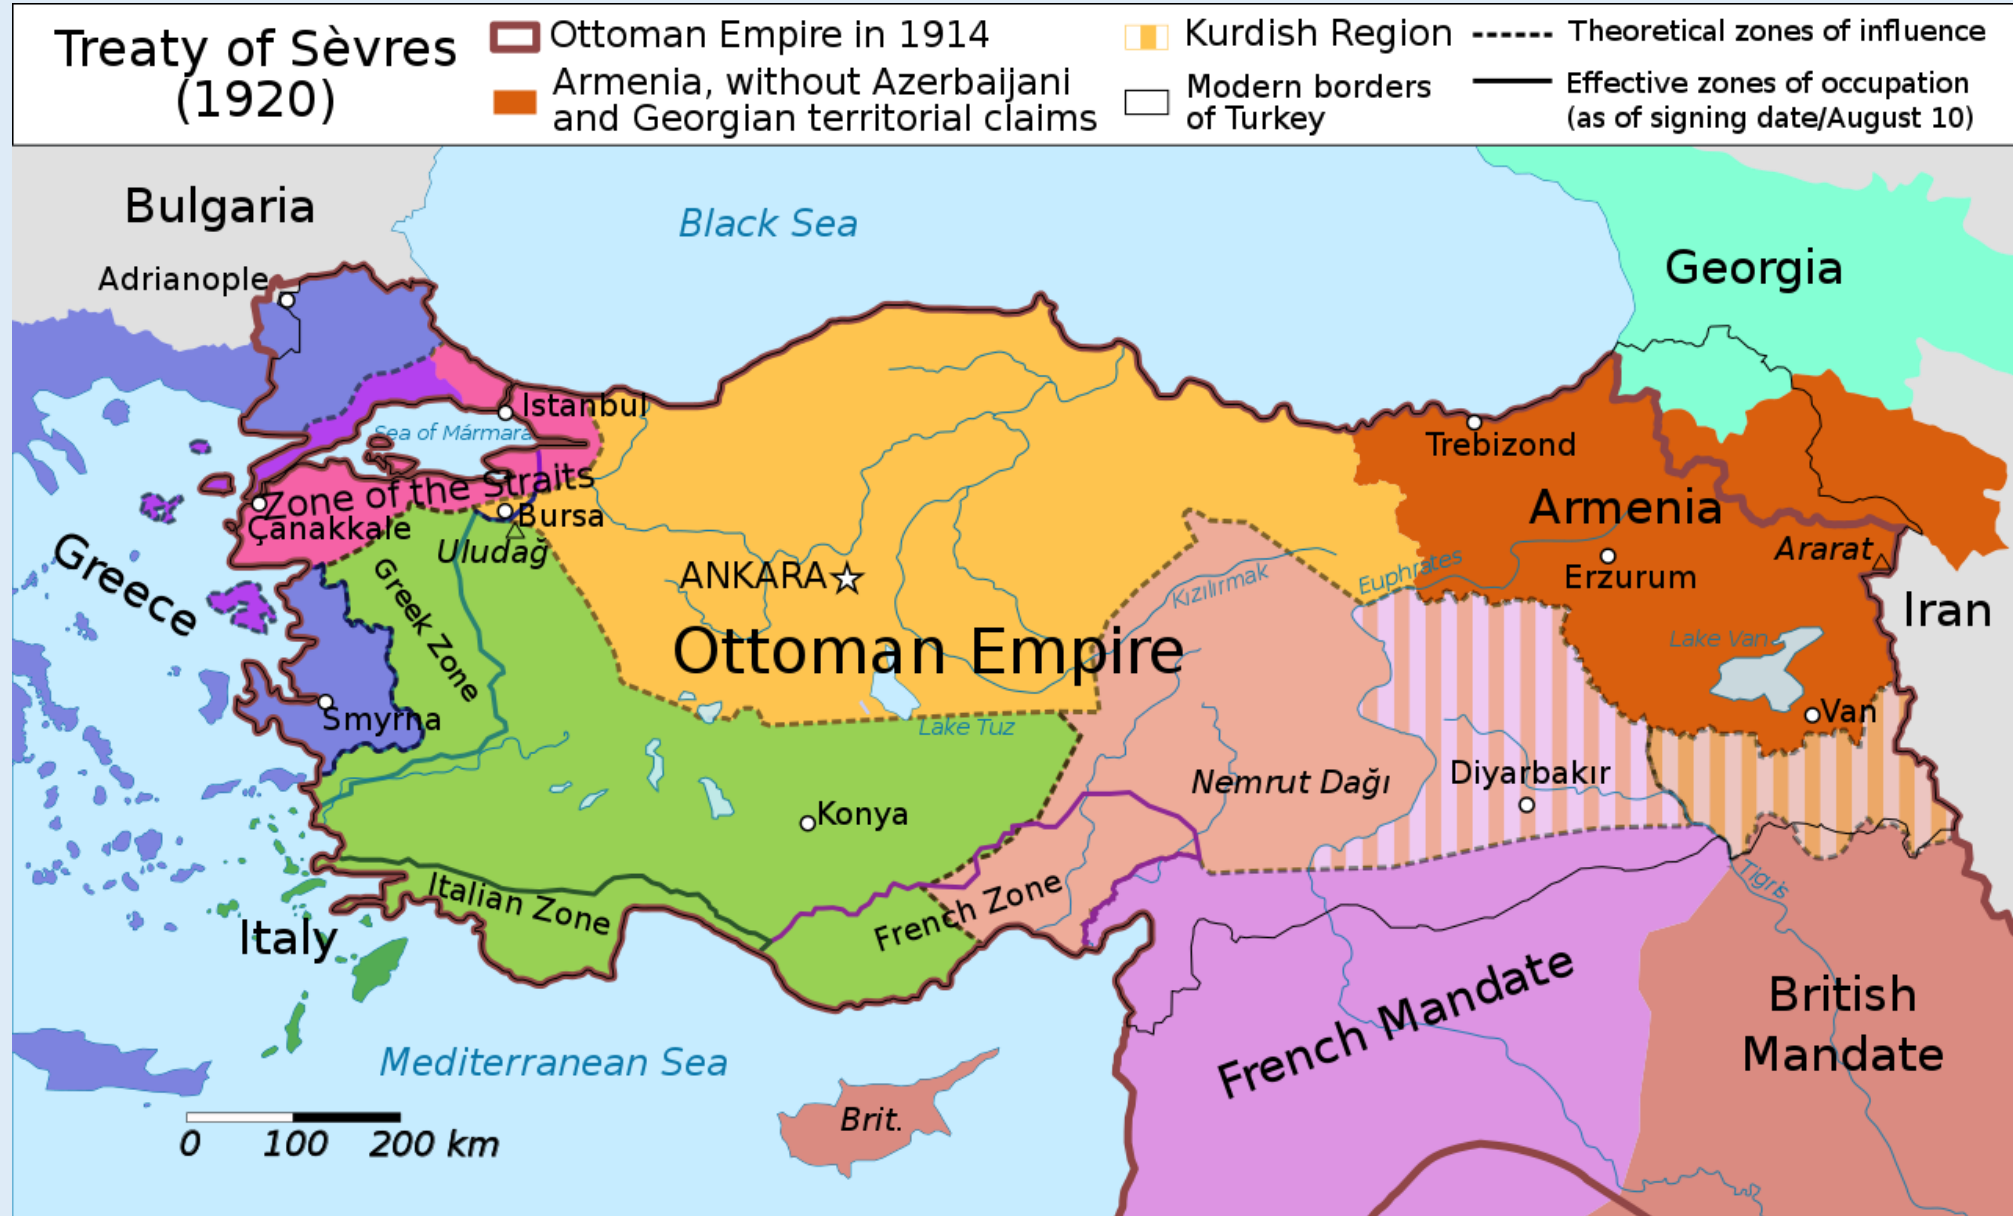 Treaty of Sèvres
(1920)
Ottoman Empire in 1914
Armenia, without Azerbaijani
and Georgian territorial claims
Kurdish Region
Modern borders
of Turkey
Theoretical zones of influence
Effective zones of occupation
(as of signing date/August 10)
Bulgaria
Black Sea
Georgia
Adrianople
Istanbul
Sea of Mármara
Trebizond
Zone of the Straits
Çanakkale
Bursa
Uludağ
Armenia
Ararat
Greece
Greek Zone
ANKARA
Kızılırmak
Euphrates
Erzurum
Iran
Ottoman Empire
Lake Van
Smyrna
Lake Tuz
Van
Nemrut Dağı
Diyarbakır
Konya
Italian Zone
French Zone
Tigris
Italy
French Mandate
British
Mandate
Mediterranean Sea
Brit.
0 100 200 km